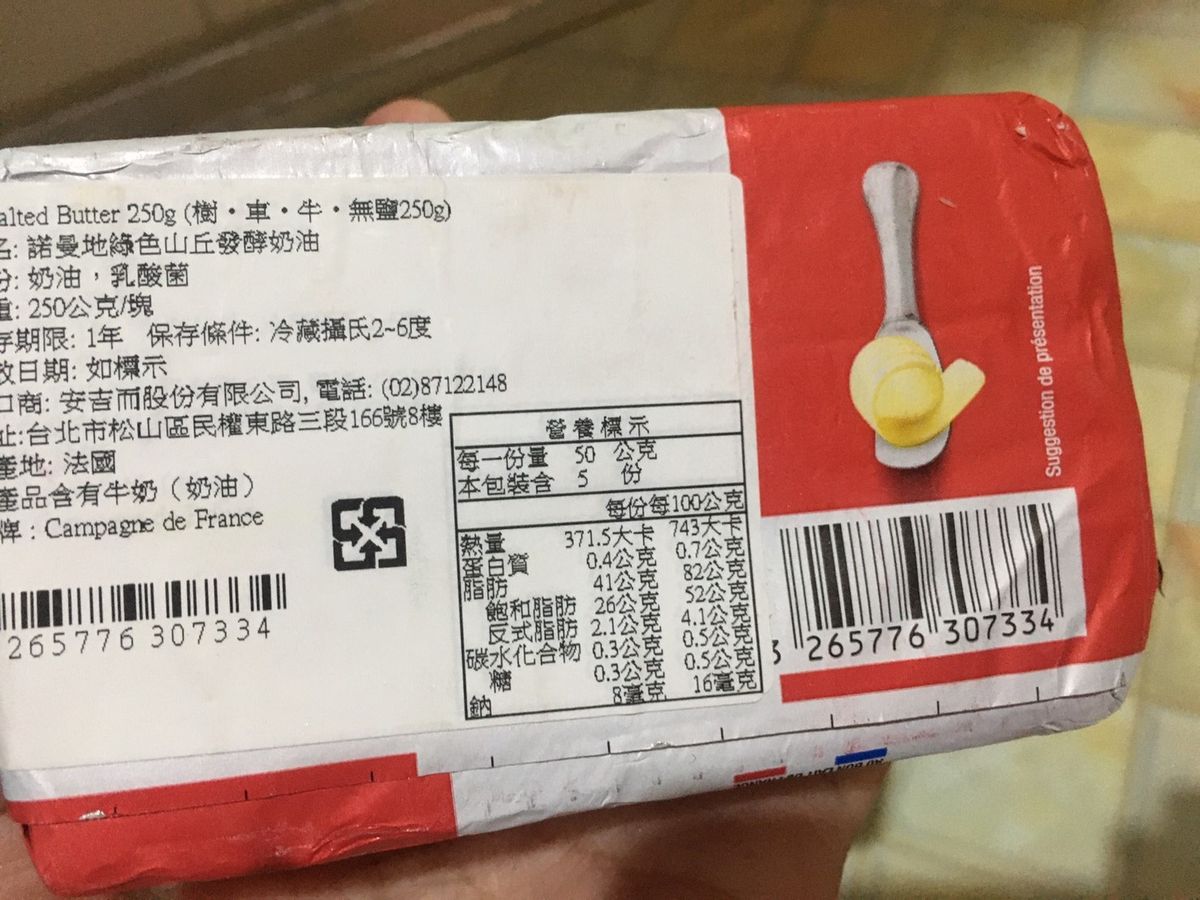 alted Butter 250g (樹・車・牛・無鹽250g)
名: 諾曼地綠色山丘發酵奶油
份: 奶油，乳酸菌
重: 250公克/塊
存期限: 1年 保存條件: 冷藏攝氏2~6度
效日期: 如標示
口商: 安吉而股份有限公司, 電話: (02)87122148
址:台北市松山區民權東路三段166號8樓
產地: 法國
產品含有牛奶（奶油）
牌 : Campagne de France
265776 307334
營養標示
每一份量 50 公克
本包裝含 5 份
每份 每100公克
熱量 371.5大卡 743大卡
蛋白質 0.4公克 0.7公克
脂肪 41公克 82公克
飽和脂肪 26公克 52公克
反式脂肪 2.1公克 4.1公克
碳水化合物 0.3公克 0.5公克
糖 0.3公克 0.5公克
鈉 8毫克 16毫克
Suggestion de présentation
3 265776 307334